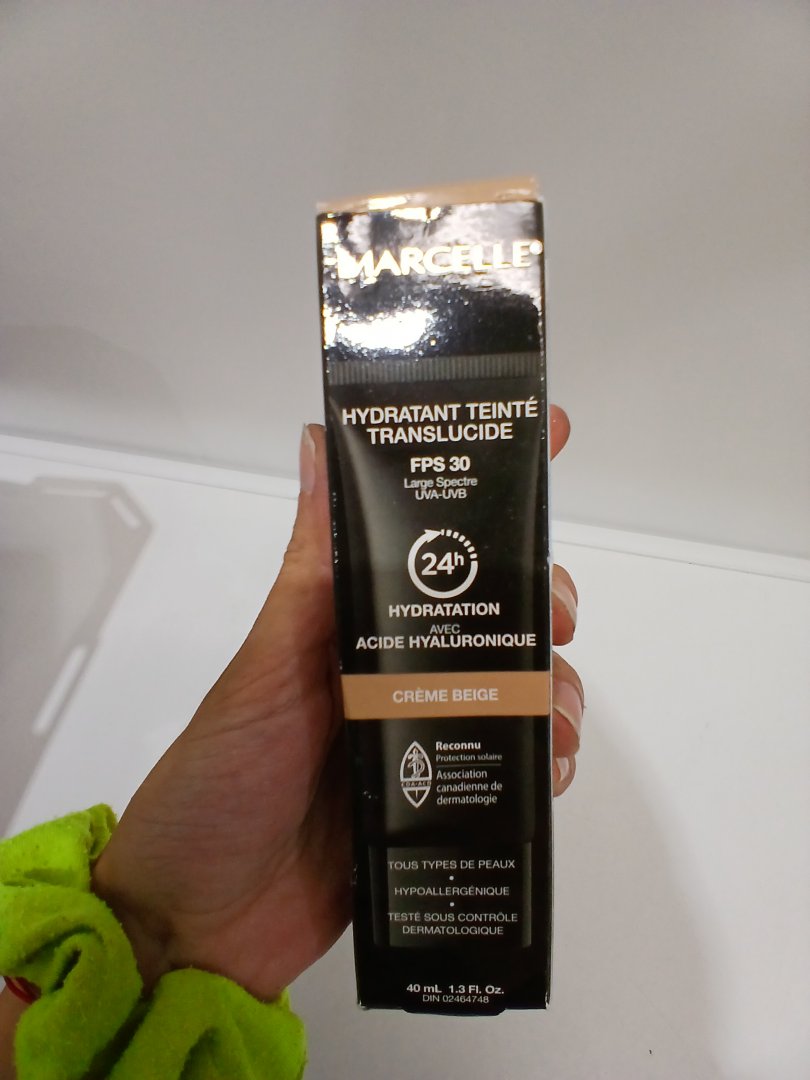 MARCELLE®
HYDRATANT TEINTÉ
TRANSLUCIDE
FPS 30
Large Spectre
UVA-UVB
24h
HYDRATATION
AVEC
ACIDE HYALURONIQUE
CRÈME BEIGE
Reconnu
Protection solaire
Association
canadienne de
dermatologie
CDA-ACD
TOUS TYPES DE PEAUX
•
HYPOALLERGÉNIQUE
•
TESTÉ SOUS CONTRÔLE
DERMATOLOGIQUE
40 mL 1.3 Fl. Oz.
DIN 02464748